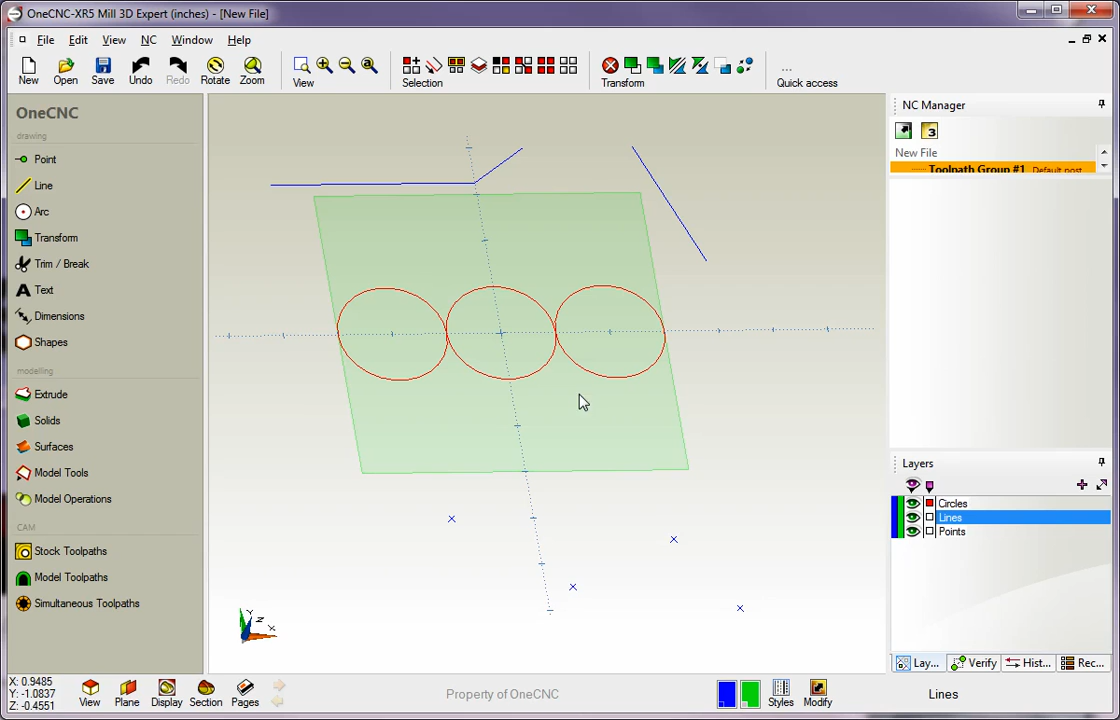 OneCNC-XR5 Mill 3D Expert (inches) - [New File]
File Edit View NC Window Help
New Open Save Undo Redo Rotate Zoom View Selection Transform ... Quick access
OneCNC
drawing
Point
Line
Arc
Transform
Trim / Break
Text
Dimensions
Shapes
modelling
Extrude
Solids
Surfaces
Model Tools
Model Operations
CAM
Stock Toolpaths
Model Toolpaths
Simultaneous Toolpaths
Y
Z
X
NC Manager
3
New File
Toolpath Group #1 Default post
Layers
Circles
Lines
Points
Lay... Verify Hist... Rec...
X: 0.9485
Y: -1.0837
Z: -0.4551
View Plane Display Section Pages
Property of OneCNC
Styles Modify
Lines